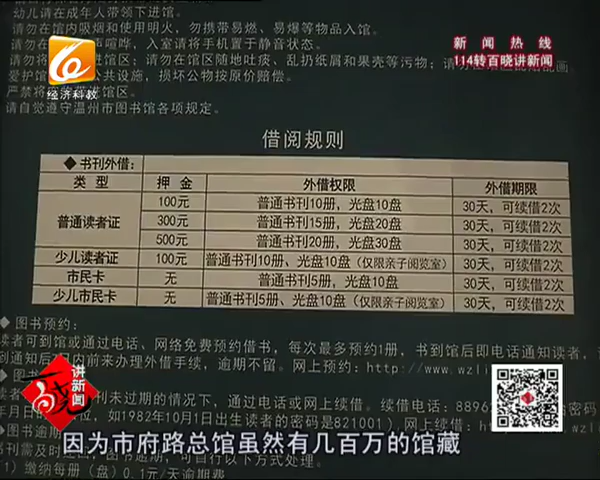 幼儿请在成人带领下进馆。
请勿在馆内吸烟和使用明火,勿携带易燃、易爆等物品入馆。
声喧哗,入室请将手机置于静音状态。
新闻热线
114转百晓讲新闻
请勿在馆区随地吐痰、乱扔纸屑和果壳等污物;
共设施,损坏公物按原价赔偿。
经济科教
请自觉遵守温州市图书馆各项规定。
借阅规则
◆书刊外借:
类型 押金 外借权限 外借期限
普通读者证 100元 普通书刊10册,光盘10盘 30天,可续借2次
300元 普通书刊15册,光盘20盘 30天,可续借2次
500元 普通书刊20册,光盘30盘 30天,可续借2次
少儿读者证 100元 普通书刊10册、光盘10盘(仅限亲子阅览室) 30天,可续借2次
市民卡 无 普通书刊5册,光盘10盘 30天,可续借2次
少儿市民卡 无 普通书刊5册、光盘10盘(仅限亲子阅览室) 30天,可续借2次
◆图书预约:
读者可到馆或通过电话、网络免费预约借书,每次最多预约1册,书到馆后即电话通知读者,
内前来办理借书手续,逾期不留。网上预约:http://www.wzli
◆图书
刊未过期的情况下,通过电话或网上续借。续借电话:8896
位,如1982年10月1日出生读者的密码是821001),网上续借:
百晓
讲新闻
因为市府路总馆虽然有几百万的馆藏
(1)缴纳每册(盘)0.1元/天逾期费